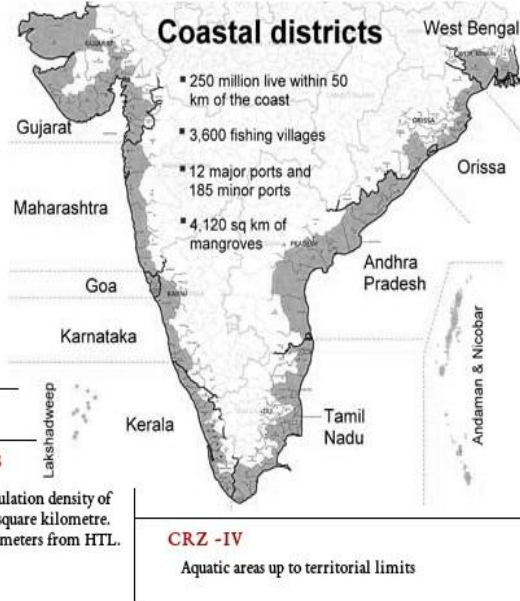 Coastal districts
West Bengal
▪ 250 million live within 50
km of the coast
▪ 3,600 fishing villages
▪ 12 major ports and
185 minor ports
▪ 4,120 sq km of
mangroves
GUJARAT
Gujarat
ORISSA
Orissa
Maharashtra
PRADESH
Andhra
Pradesh
Goa
Karnataka
Kerala
Tamil
Nadu
Lakshadweep
Andaman & Nicobar
ulation density of
square kilometre.
meters from HTL.
CRZ -IV
Aquatic areas up to territorial limits